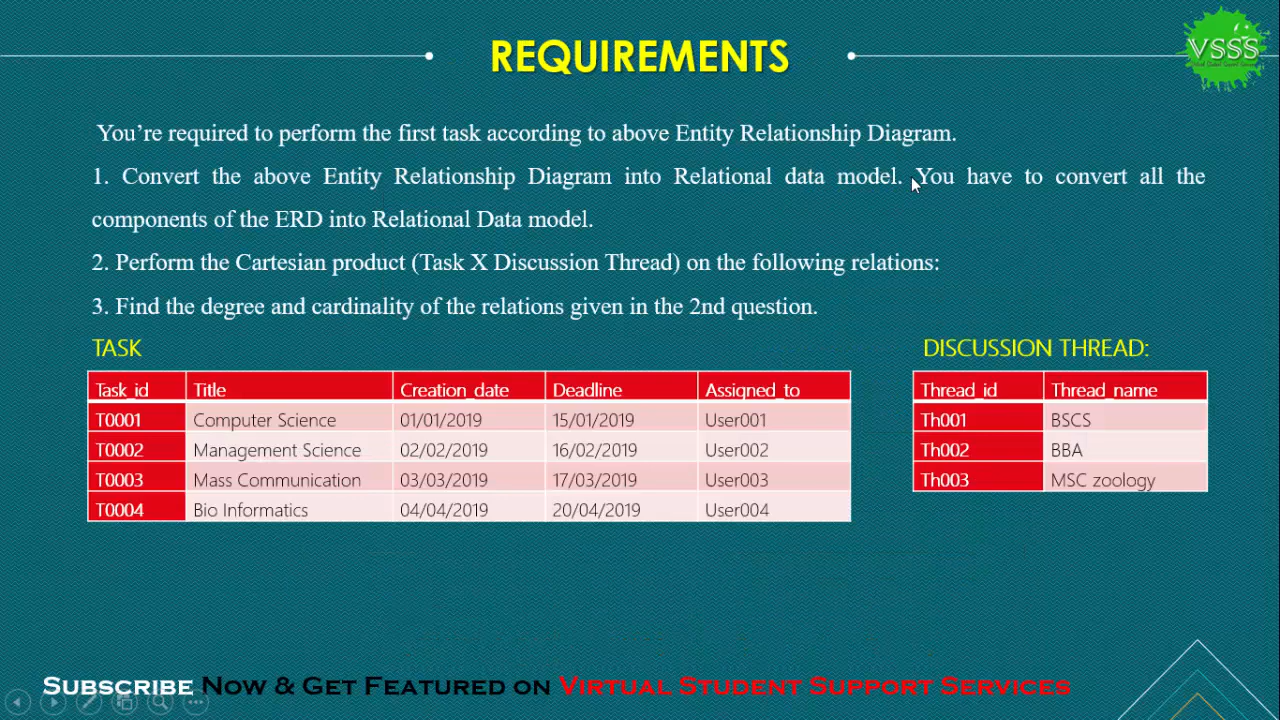 REQUIREMENTS
VSSS
You're required to perform the first task according to above Entity Relationship Diagram.
1. Convert the above Entity Relationship Diagram into Relational data model. You have to convert all the
components of the ERD into Relational Data model.
2. Perform the Cartesian product (Task X Discussion Thread) on the following relations:
3. Find the degree and cardinality of the relations given in the 2nd question.
TASK
Task_id Title Creation_date Deadline Assigned_to
T0001 Computer Science 01/01/2019 15/01/2019 User001
T0002 Management Science 02/02/2019 16/02/2019 User002
T0003 Mass Communication 03/03/2019 17/03/2019 User003
T0004 Bio Informatics 04/04/2019 20/04/2019 User004
DISCUSSION THREAD:
Thread_id Thread_name
Th001 BSCS
Th002 BBA
Th003 MSC zoology
Subscribe Now & Get Featured on Virtual Student Support Services